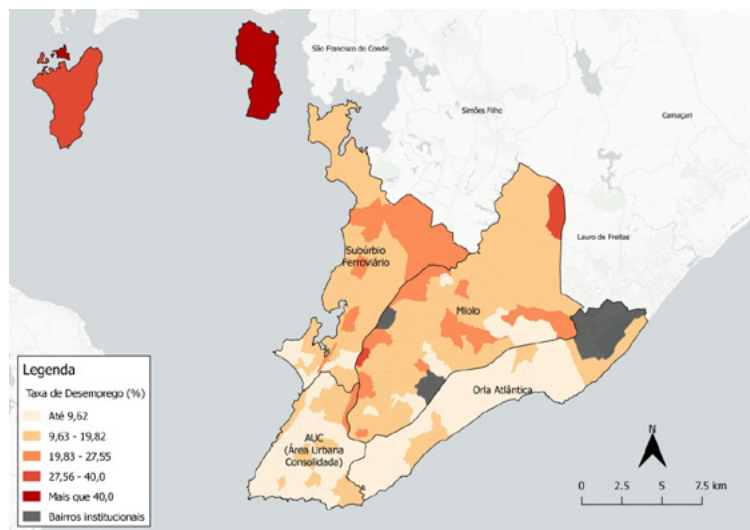 São Francisco do Conde
Simões Filho
Camaçari
Lauro de Freitas
Subúrbio
Ferroviário
Miolo
Orla Atlântica
AUC
(Área Urbana
Consolidada)
Legenda
Taxa de Desemprego (%)
Até 9,62
9,63 - 19,82
19,83 - 27,55
27,56 - 40,0
Mais que 40,0
Bairros institucionais
N
0 2.5 5 7.5 km